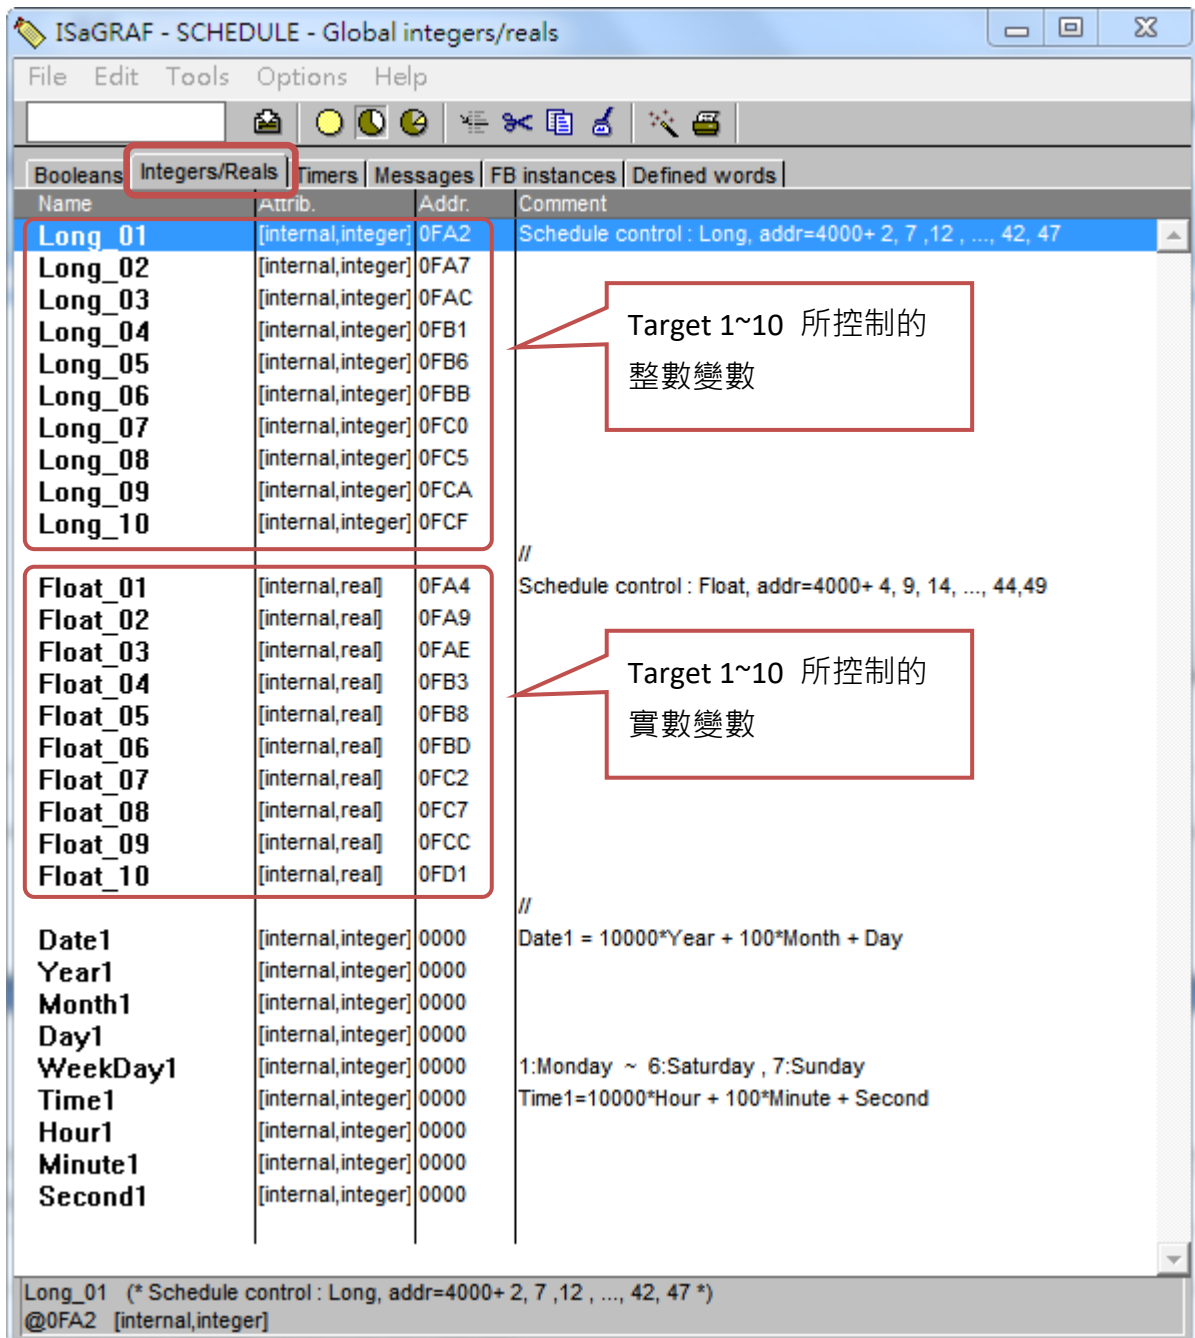 ISaGRAF - SCHEDULE - Global integers/reals
File Edit Tools Options Help
Booleans Integers/Reals Timers Messages FB instances Defined words
Name Attrib. Addr. Comment
Long_01 [internal,integer] 0FA2 Schedule control : Long, addr=4000+ 2, 7 ,12 , ..., 42, 47
Long_02 [internal,integer] 0FA7
Long_03 [internal,integer] 0FAC
Long_04 [internal,integer] 0FB1
Long_05 [internal,integer] 0FB6
Long_06 [internal,integer] 0FBB
Long_07 [internal,integer] 0FC0
Long_08 [internal,integer] 0FC5
Long_09 [internal,integer] 0FCA
Long_10 [internal,integer] 0FCF
Target 1~10 所控制的
整數變數
//
Float_01 [internal,real] 0FA4 Schedule control : Float, addr=4000+ 4, 9, 14, ..., 44,49
Float_02 [internal,real] 0FA9
Float_03 [internal,real] 0FAE
Float_04 [internal,real] 0FB3
Float_05 [internal,real] 0FB8
Float_06 [internal,real] 0FBD
Float_07 [internal,real] 0FC2
Float_08 [internal,real] 0FC7
Float_09 [internal,real] 0FCC
Float_10 [internal,real] 0FD1
Target 1~10 所控制的
實數變數
//
Date1 [internal,integer] 0000 Date1 = 10000*Year + 100*Month + Day
Year1 [internal,integer] 0000
Month1 [internal,integer] 0000
Day1 [internal,integer] 0000
WeekDay1 [internal,integer] 0000 1:Monday ~ 6:Saturday , 7:Sunday
Time1 [internal,integer] 0000 Time1=10000*Hour + 100*Minute + Second
Hour1 [internal,integer] 0000
Minute1 [internal,integer] 0000
Second1 [internal,integer] 0000
Long_01 (* Schedule control : Long, addr=4000+ 2, 7 ,12 , ..., 42, 47 *)
@0FA2 [internal,integer]